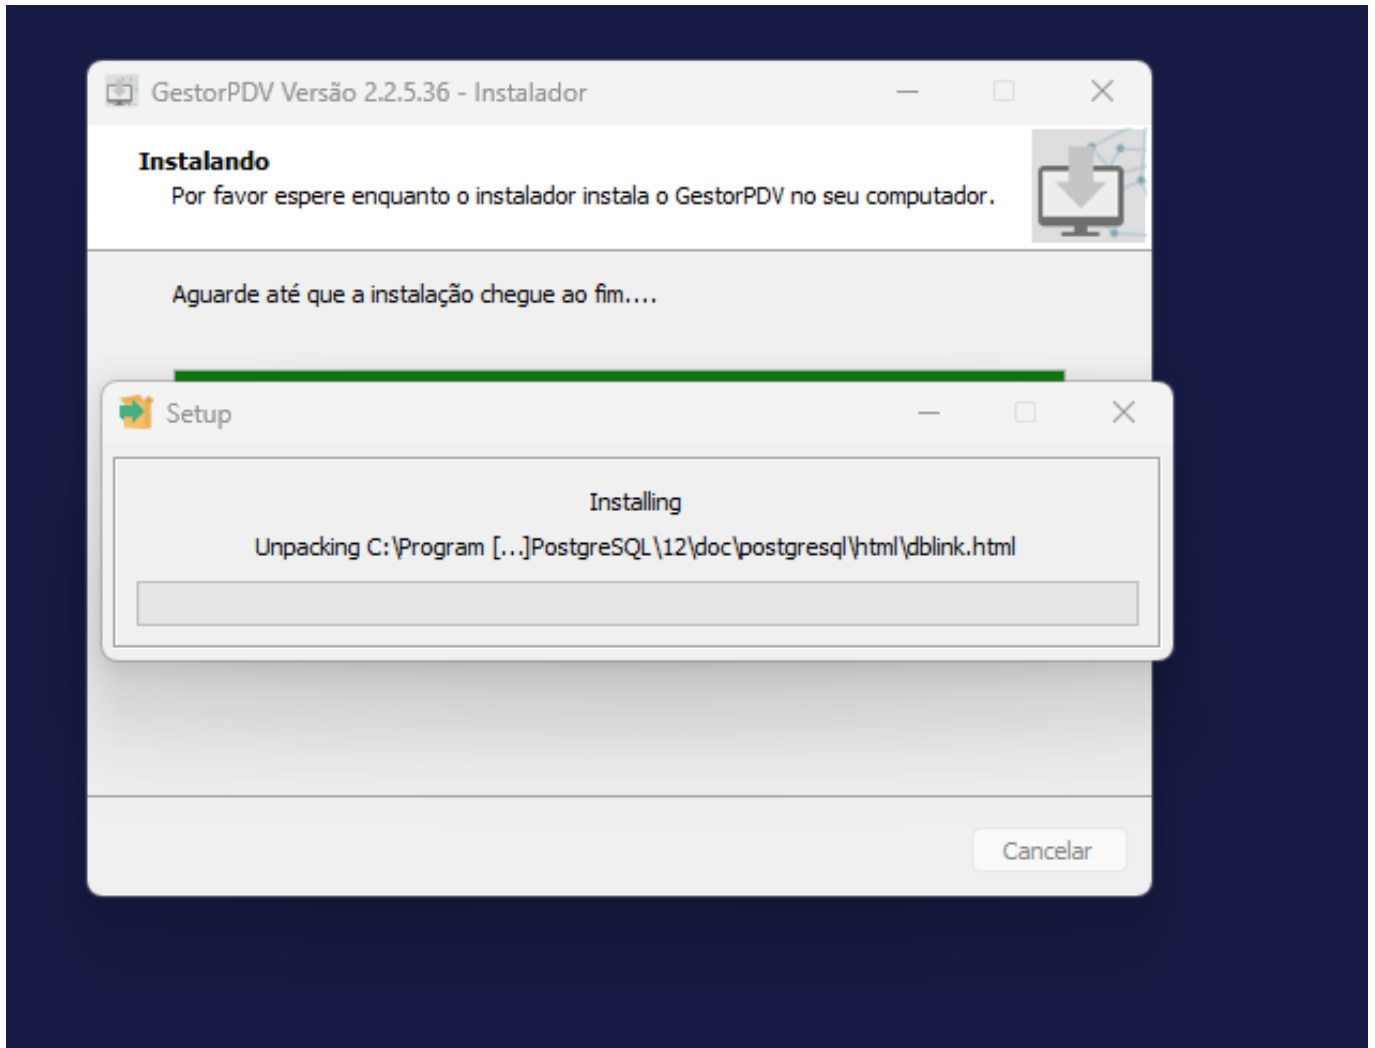 GestorPDV Versão 2.2.5.36 - Instalador
Instalando
Por favor espere enquanto o instalador instala o GestorPDV no seu computador.
Aguarde até que a instalação chegue ao fim....
Setup
Installing
Unpacking C:\Program [...]PostgreSQL\12\doc\postgresql\html\dblink.html
Cancelar